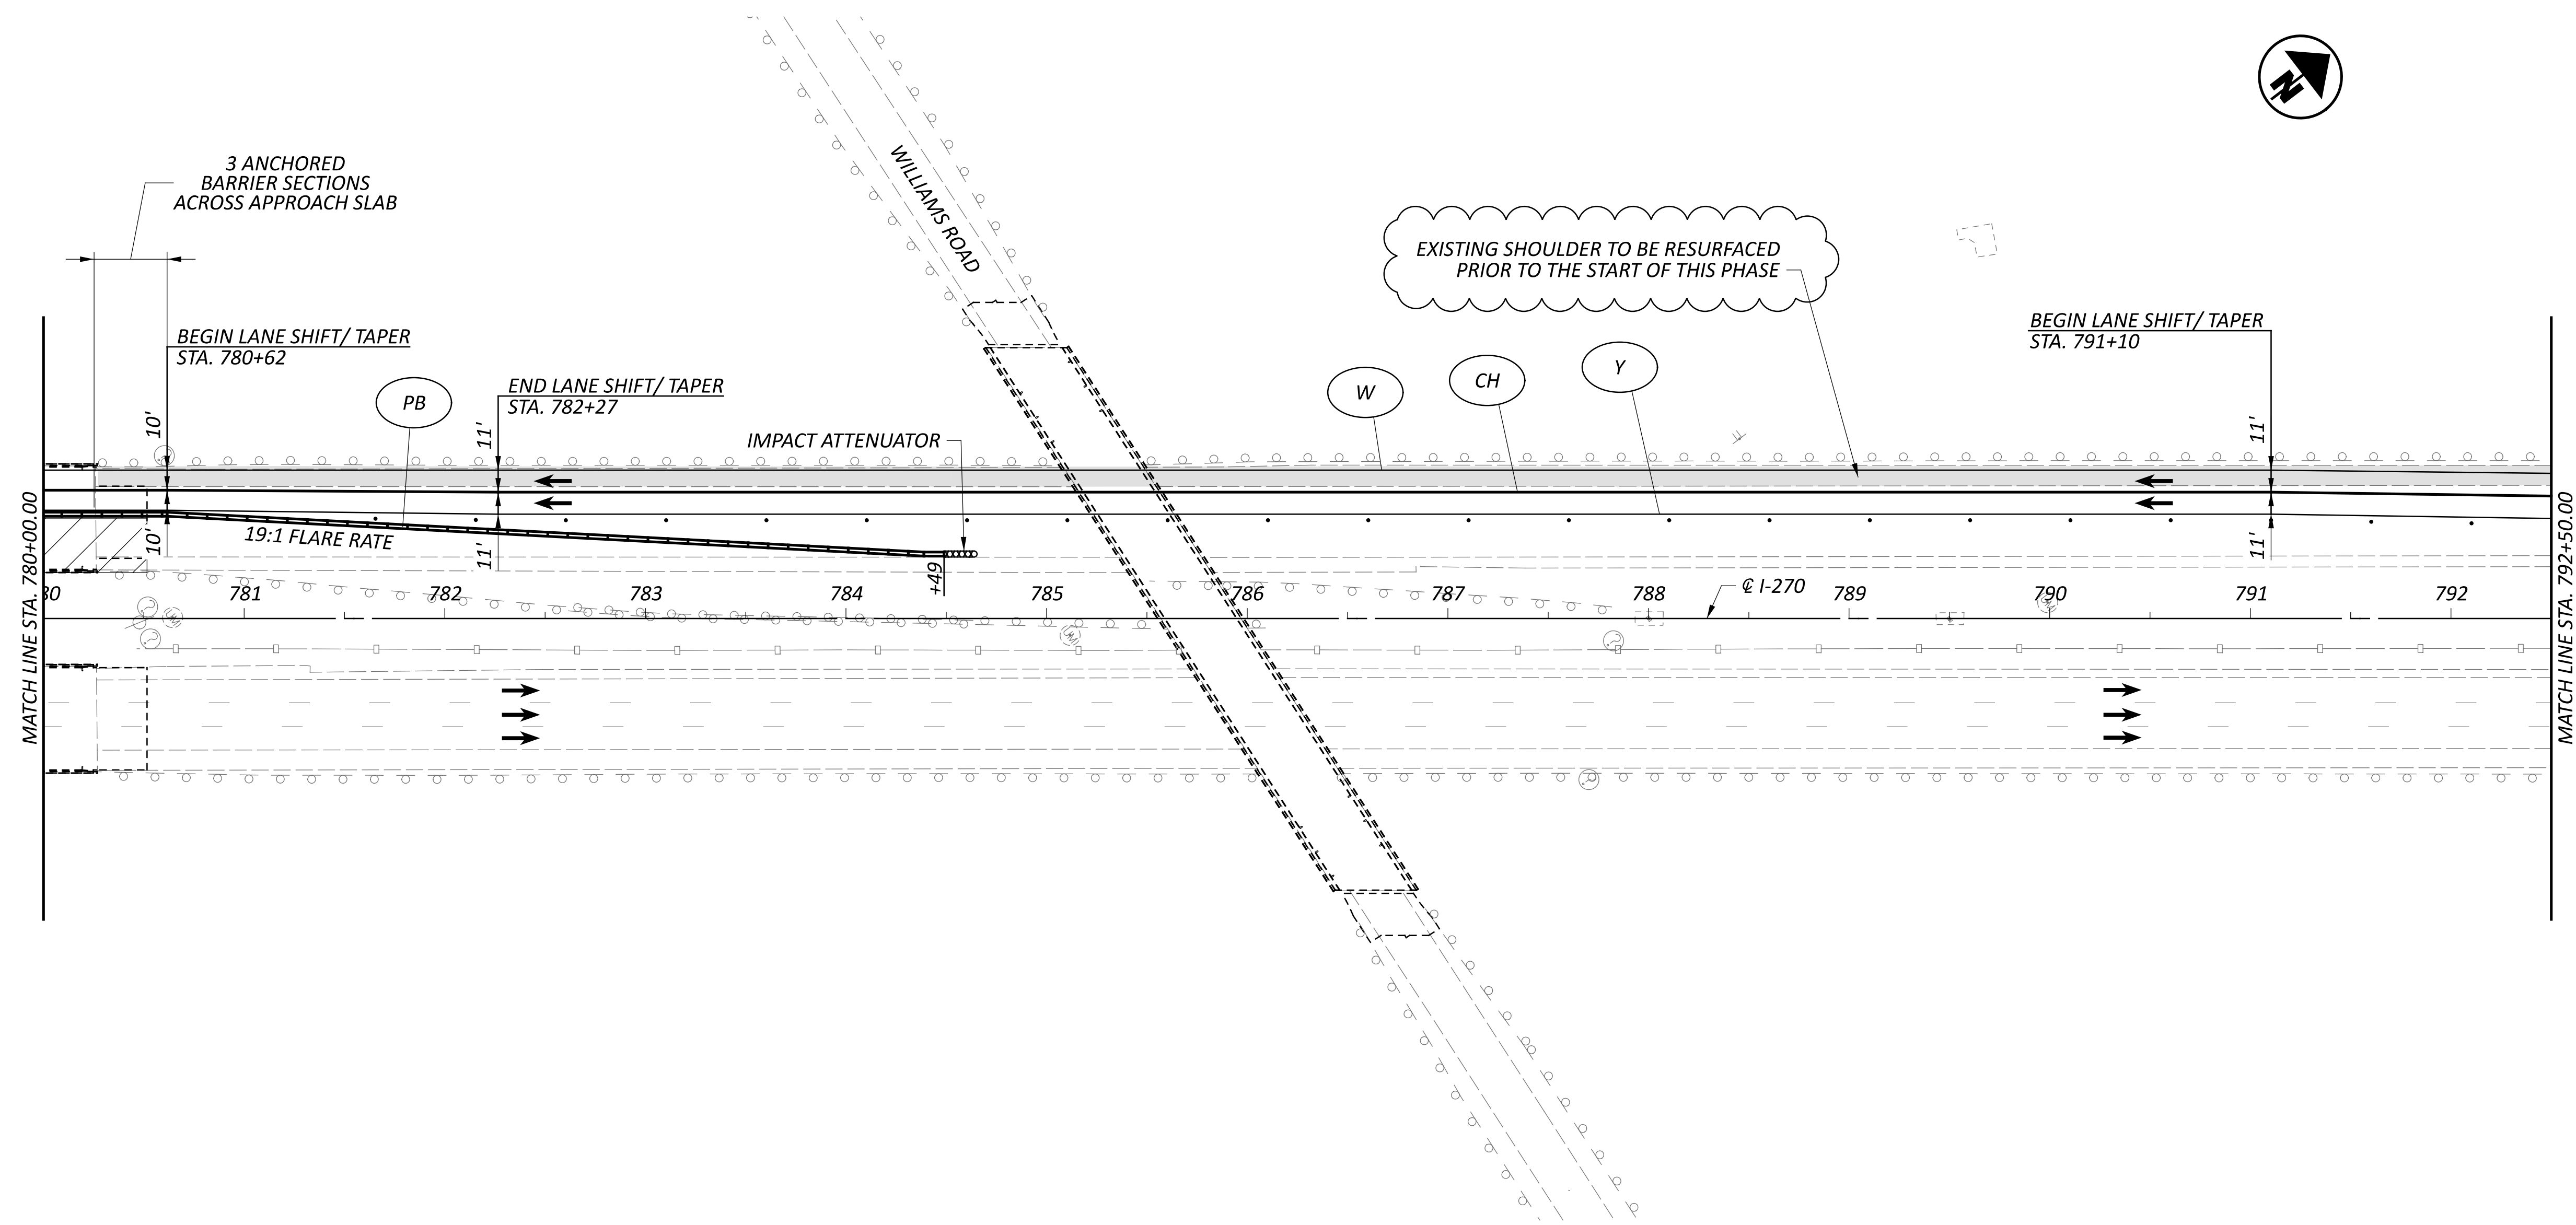 N
3 ANCHORED
BARRIER SECTIONS
ACROSS APPROACH SLAB
WILLIAMS ROAD
EXISTING SHOULDER TO BE RESURFACED
PRIOR TO THE START OF THIS PHASE
BEGIN LANE SHIFT/ TAPER
STA. 780+62
END LANE SHIFT/ TAPER
STA. 782+27
BEGIN LANE SHIFT/ TAPER
STA. 791+10
PB
W
CH
Y
IMPACT ATTENUATOR
10'
11'
11'
10'
11'
11'
19:1 FLARE RATE
+49
80 781 782 783 784 785 786 787 788 789 790 791 792
℄ I-270
MATCH LINE STA. 780+00.00
MATCH LINE STA. 792+50.00